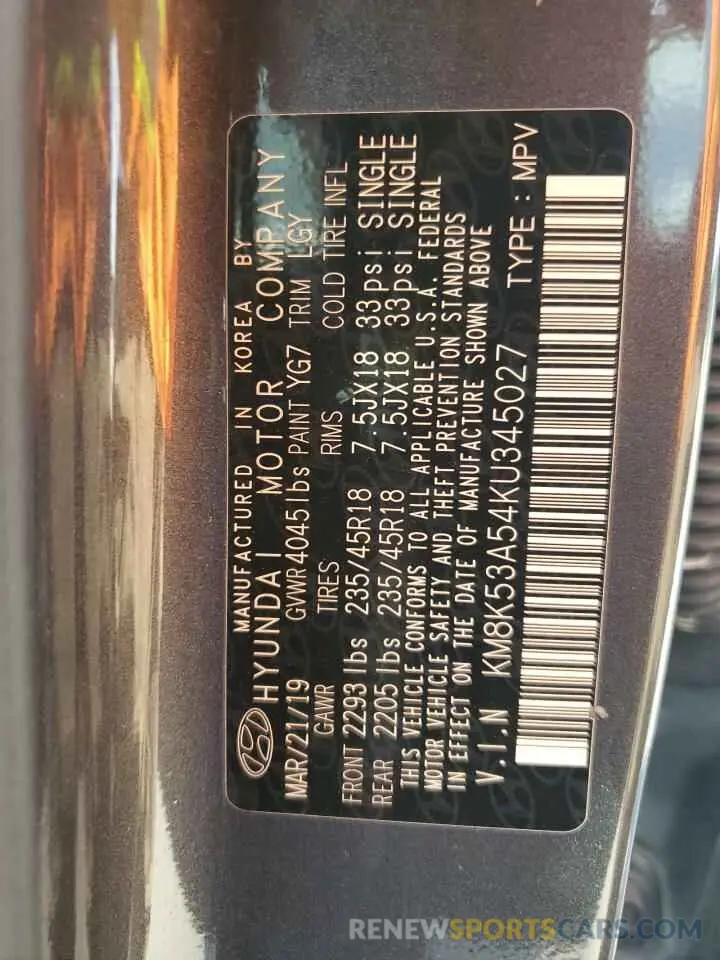 MANUFACTURED IN KOREA BY
HYUNDAI MOTOR COMPANY
MAR/21/19 GVWR 4045lbs PAINT YG7 TRIM LGY
GAWR TIRES RIMS COLD TIRE INFL
FRONT 2293 lbs 235/45R18 7.5JX18 33psi SINGLE
REAR 2205 lbs 235/45R18 7.5JX18 33psi SINGLE
THIS VEHICLE CONFORMS TO ALL APPLICABLE U.S.A. FEDERAL
MOTOR VEHICLE SAFETY AND THEFT PREVENTION STANDARDS
IN EFFECT ON THE DATE OF MANUFACTURE SHOWN ABOVE
V.I.N KM8K53A54KU345027 TYPE : MPV
RENEWSPORTSCARS.COM